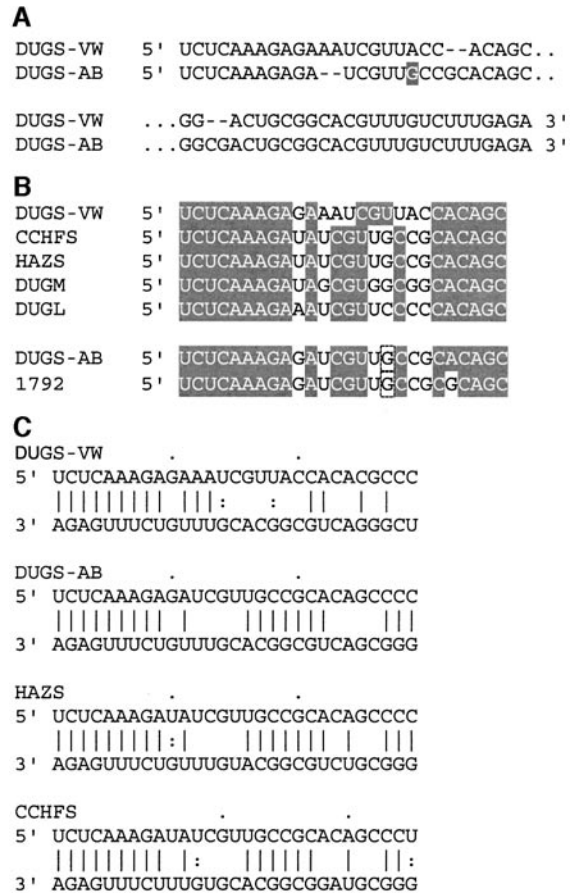 A
DUGS-VW 5' UCUCAAAGAGAAAUCGUUACC--ACAGC..
DUGS-AB 5' UCUCAAAGAGA--UCGUUGCCGCACAGC..
DUGS-VW ...GG--ACUGCGGCACGUUUGUCUUUGAGA 3'
DUGS-AB ...GGCGACUGCGGCACGUUUGUCUUUGAGA 3'
B
DUGS-VW 5' UCUCAAAGAGAAAUCGUUACCACAGC
CCHFS 5' UCUCAAAGAUAUCGUUGCCGCACAGC
HAZS 5' UCUCAAAGAUAUCGUUGCCGCACAGC
DUGM 5' UCUCAAAGAUAGCGUGGCGGCACAGC
DUGL 5' UCUCAAAGAAAUCGUUCCCCCACAGC
DUGS-AB 5' UCUCAAAGAGAUCGUUGCCGCACAGC
1792 5' UCUCAAAGAGAUCGUUGCCGCGCAGC
C
DUGS-VW . .
5' UCUCAAAGAGAAAUCGUUACCACACGCCC
||||||||| |||: : || | |
3' AGAGUUUCUGUUUGCACGGCGUCAGGGCU
DUGS-AB . .
5' UCUCAAAGAGAUCGUUGCCGCACAGCCCC
||||||||| | ||||||| |||
3' AGAGUUUCUGUUUGCACGGCGUCAGCGGG
HAZS . .
5' UCUCAAAGAUAUCGUUGCCGCACAGCCCC
|||||||||:| ||||||| | |||
3' AGAGUUUCUGUUUGUACGGCGUCUGCGGG
CCHFS . .
5' UCUCAAAGAUAUCGUUGCCGCACAGCCCU
||||||||| |: ||||||| | ||:
3' AGAGUUUCUUUGUGCACGGCGGAUGCGGG